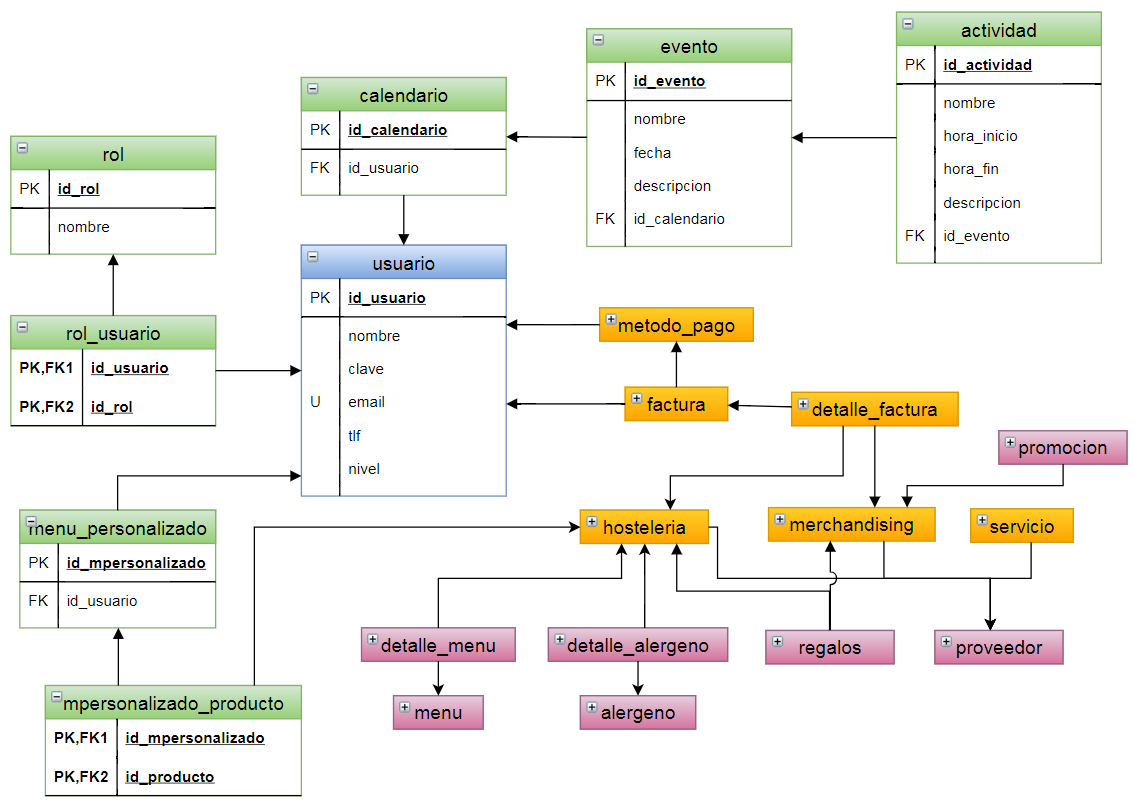 actividad
PK id_actividad
nombre
hora_inicio
hora_fin
descripcion
FK id_evento
evento
PK id_evento
nombre
fecha
descripcion
FK id_calendario
calendario
PK id_calendario
FK id_usuario
rol
PK id_rol
nombre
usuario
PK id_usuario
nombre
clave
U email
tlf
nivel
rol_usuario
PK,FK1 id_usuario
PK,FK2 id_rol
metodo_pago
factura
detalle_factura
promocion
menu_personalizado
PK id_mpersonalizado
FK id_usuario
hosteleria
merchandising
servicio
detalle_menu
detalle_alergeno
regalos
proveedor
mpersonalizado_producto
PK,FK1 id_mpersonalizado
PK,FK2 id_producto
menu
alergeno